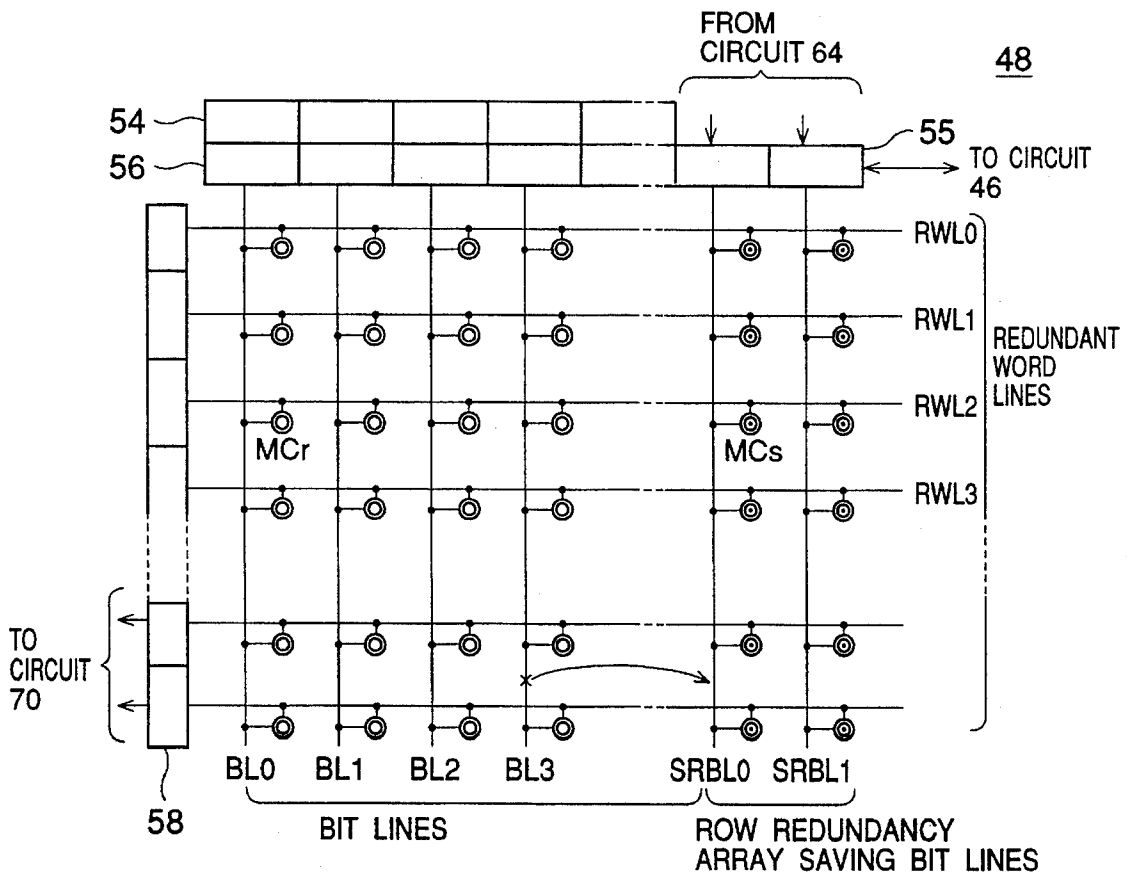 FROM
CIRCUIT 64
48
54
56
55
TO CIRCUIT
46
RWL0
RWL1
RWL2
RWL3
REDUNDANT
WORD
LINES
MCr
MCs
TO
CIRCUIT
70
58
BL0 BL1 BL2 BL3 SRBL0 SRBL1
BIT LINES
ROW REDUNDANCY
ARRAY SAVING BIT LINES